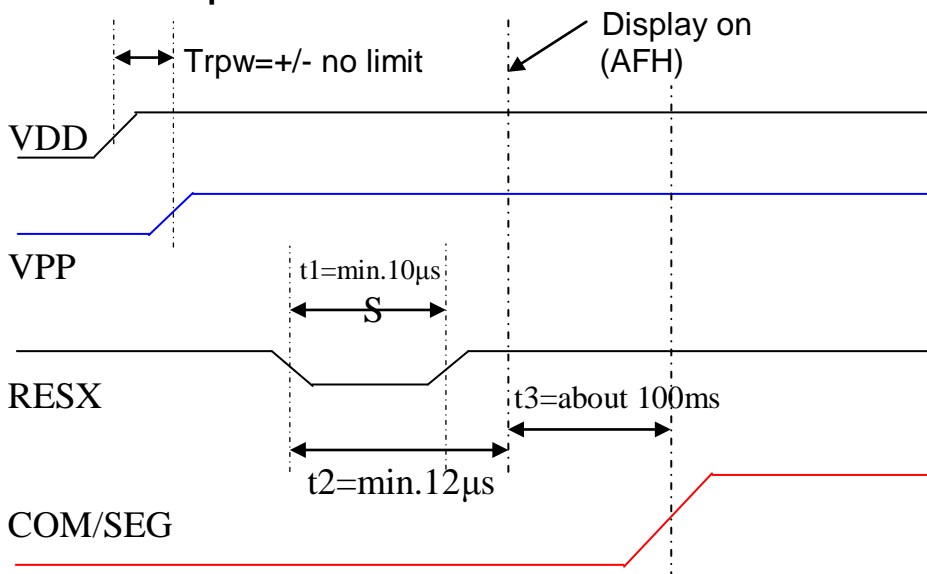 Display on
(AFH)
Trpw=+/- no limit
VDD
VPP
t1=min.10μs
S
RESX
t3=about 100ms
t2=min.12μs
COM/SEG